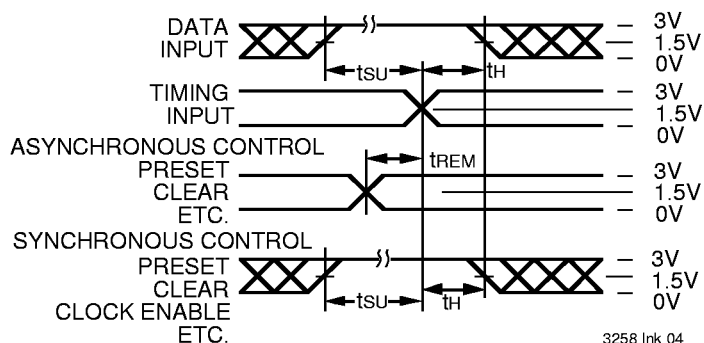 DATA
INPUT
tSU
tH
3V
1.5V
0V
TIMING
INPUT
3V
1.5V
0V
ASYNCHRONOUS CONTROL
PRESET
CLEAR
ETC.
tREM
3V
1.5V
0V
SYNCHRONOUS CONTROL
PRESET
CLEAR
CLOCK ENABLE
ETC.
tSU
tH
3V
1.5V
0V
3258 lnk 04